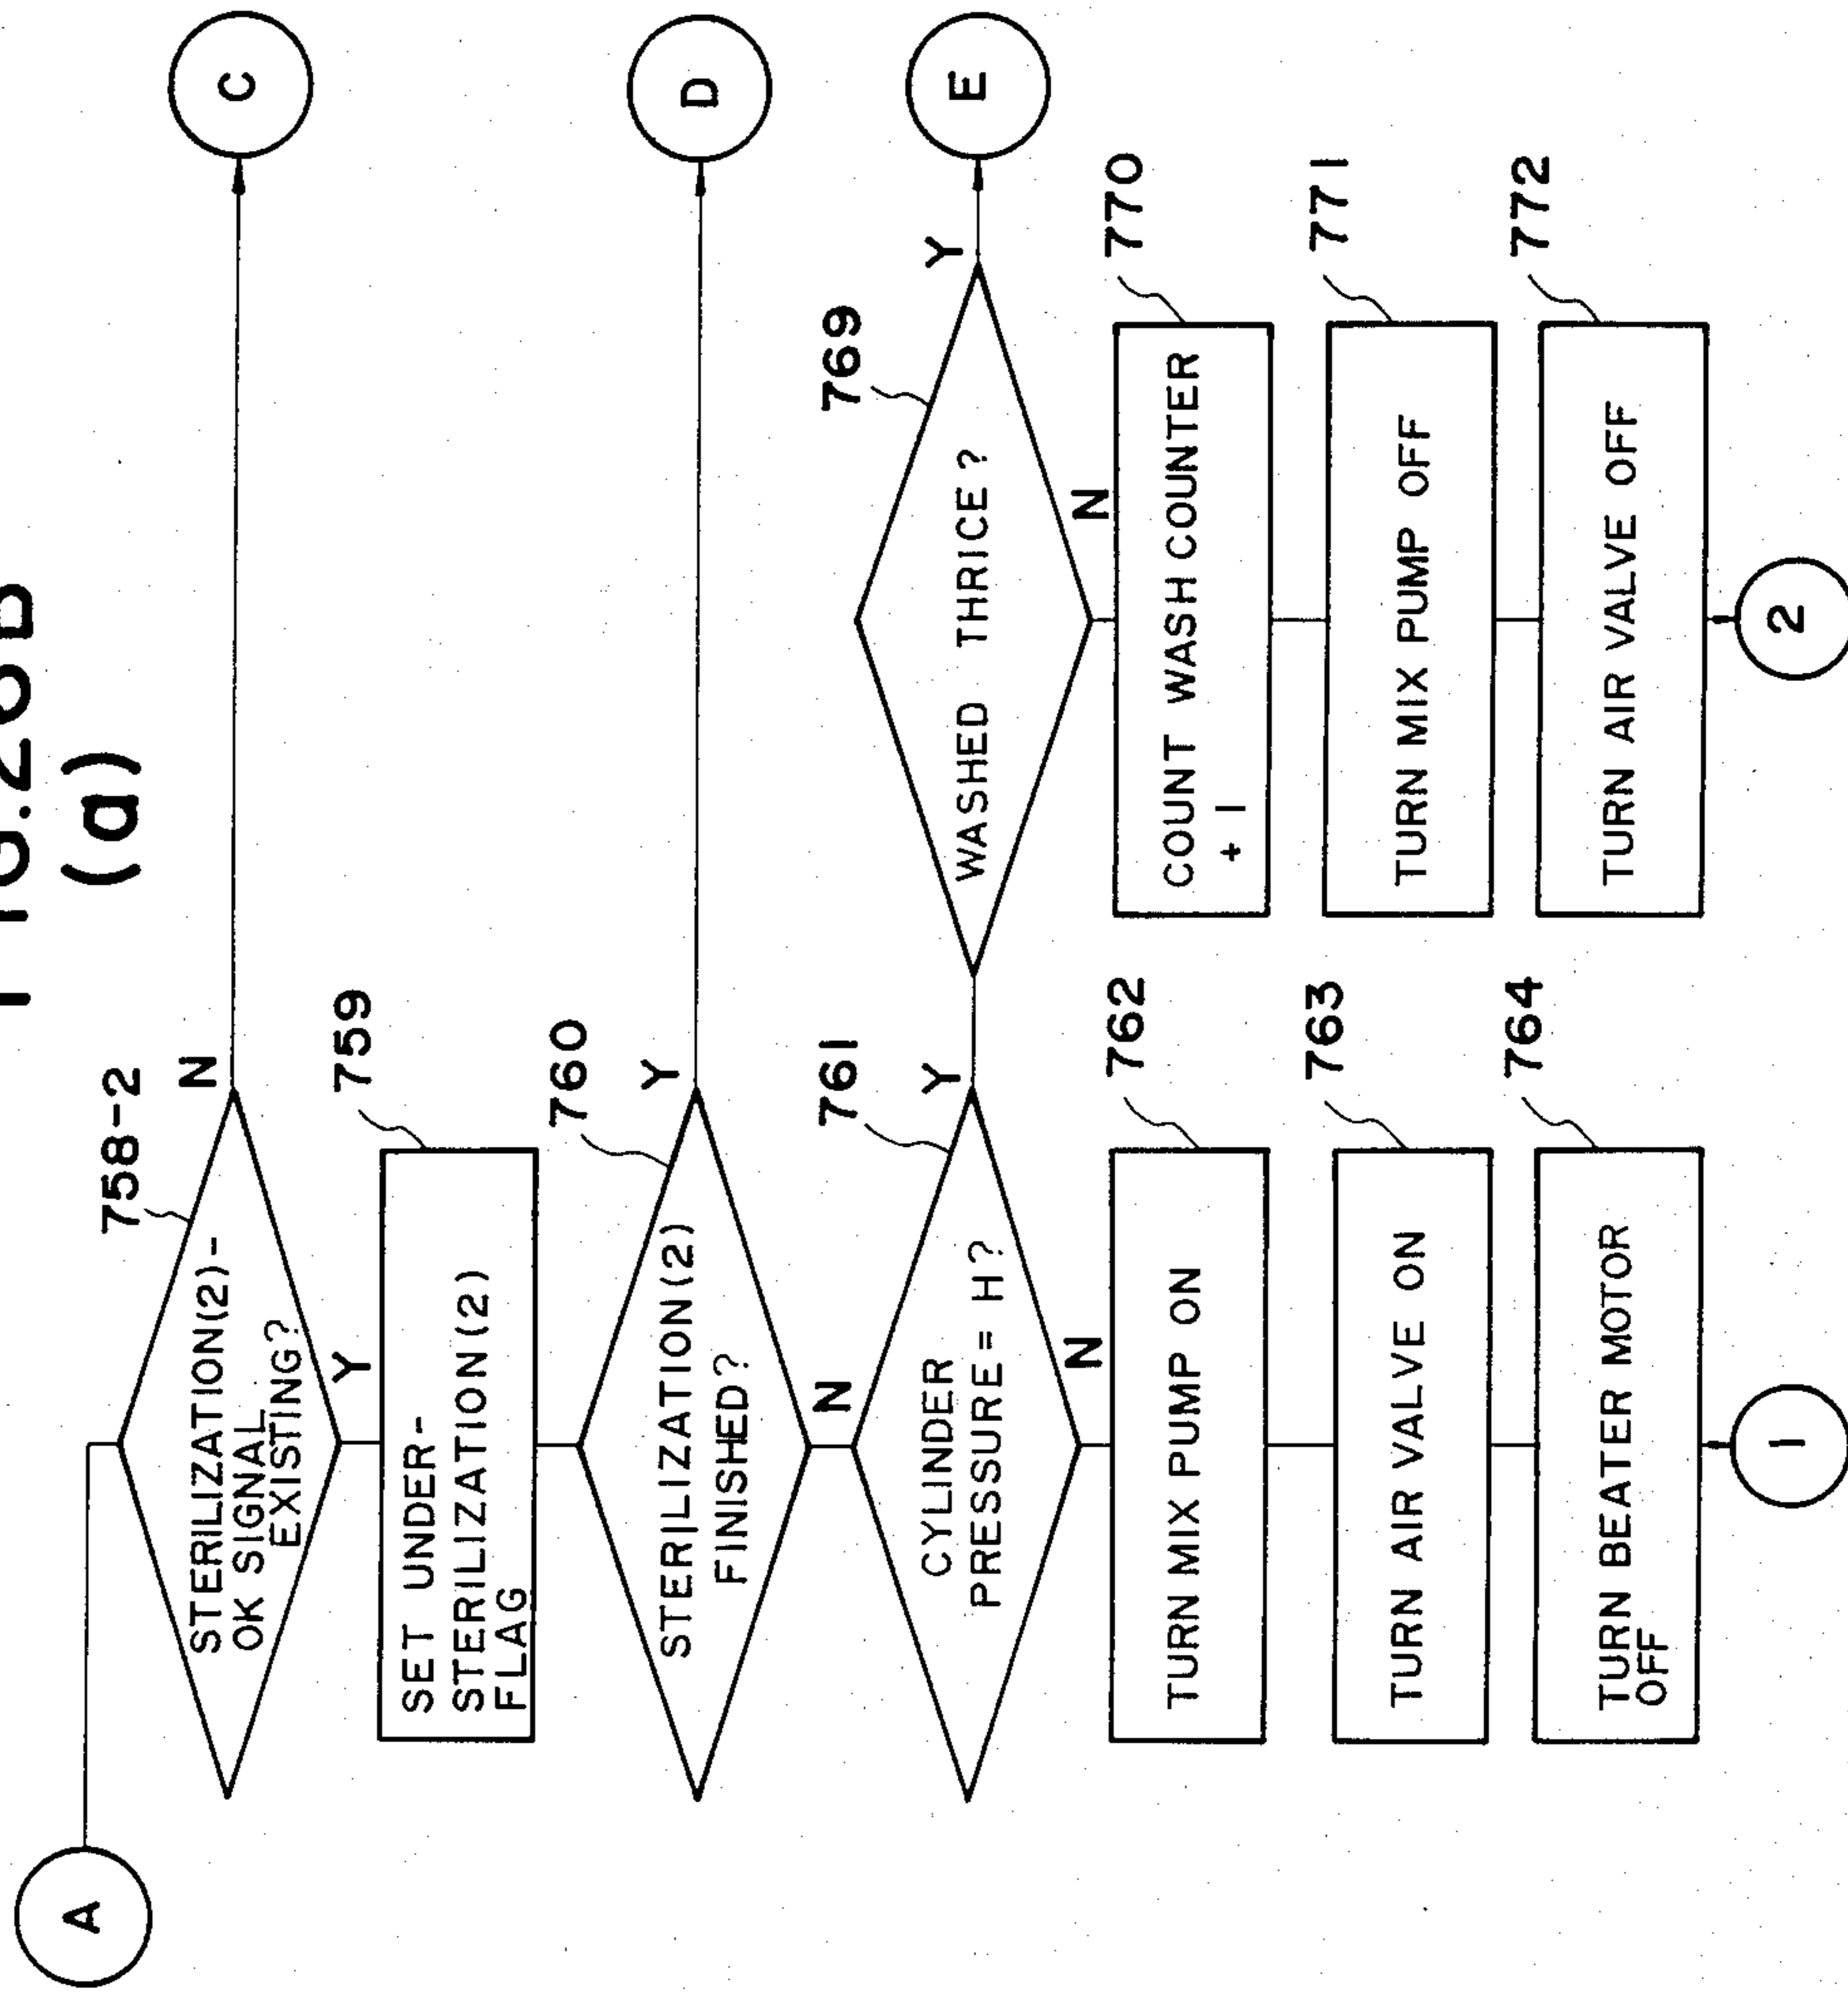 (a)
A
758-2
STERILIZATION(2)-
OK SIGNAL
EXISTING?
N
C
Y
759
SET UNDER-
STERILIZATION(2)
FLAG
760
STERILIZATION(2)
FINISHED?
Y
D
N
761
CYLINDER
PRESSURE = H?
Y
769
WASHED THRICE?
Y
E
N
762
TURN MIX PUMP ON
763
TURN AIR VALVE ON
764
TURN BEATER MOTOR
OFF
1
N
770
COUNT WASH COUNTER
+1
771
TURN MIX PUMP OFF
772
TURN AIR VALVE OFF
2